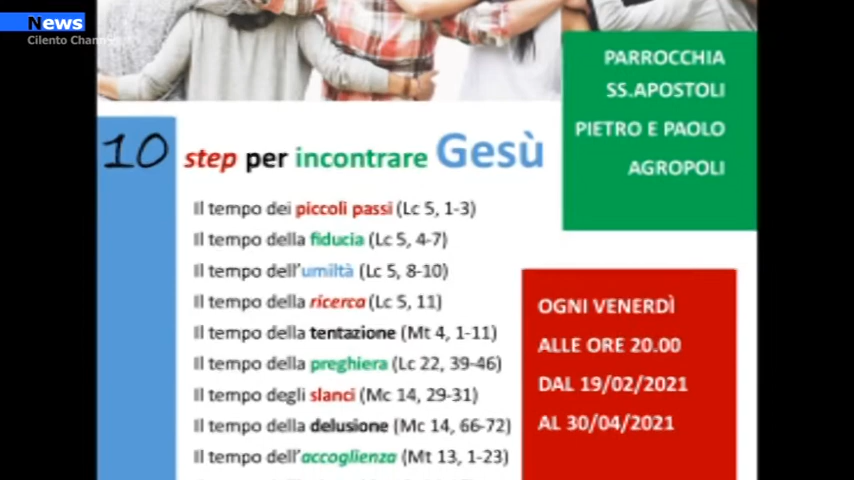 News
Cilento Channel
PARROCCHIA
SS.APOSTOLI
PIETRO E PAOLO
AGROPOLI
10 step per incontrare Gesù
Il tempo dei piccoli passi (Lc 5, 1-3)
Il tempo della fiducia (Lc 5, 4-7)
Il tempo dell'umiltà (Lc 5, 8-10)
Il tempo della ricerca (Lc 5, 11)
Il tempo della tentazione (Mt 4, 1-11)
Il tempo della preghiera (Lc 22, 39-46)
Il tempo degli slanci (Mc 14, 29-31)
Il tempo della delusione (Mc 14, 66-72)
Il tempo dell'accoglienza (Mt 13, 1-23)
OGNI VENERDÌ
ALLE ORE 20.00
DAL 19/02/2021
AL 30/04/2021